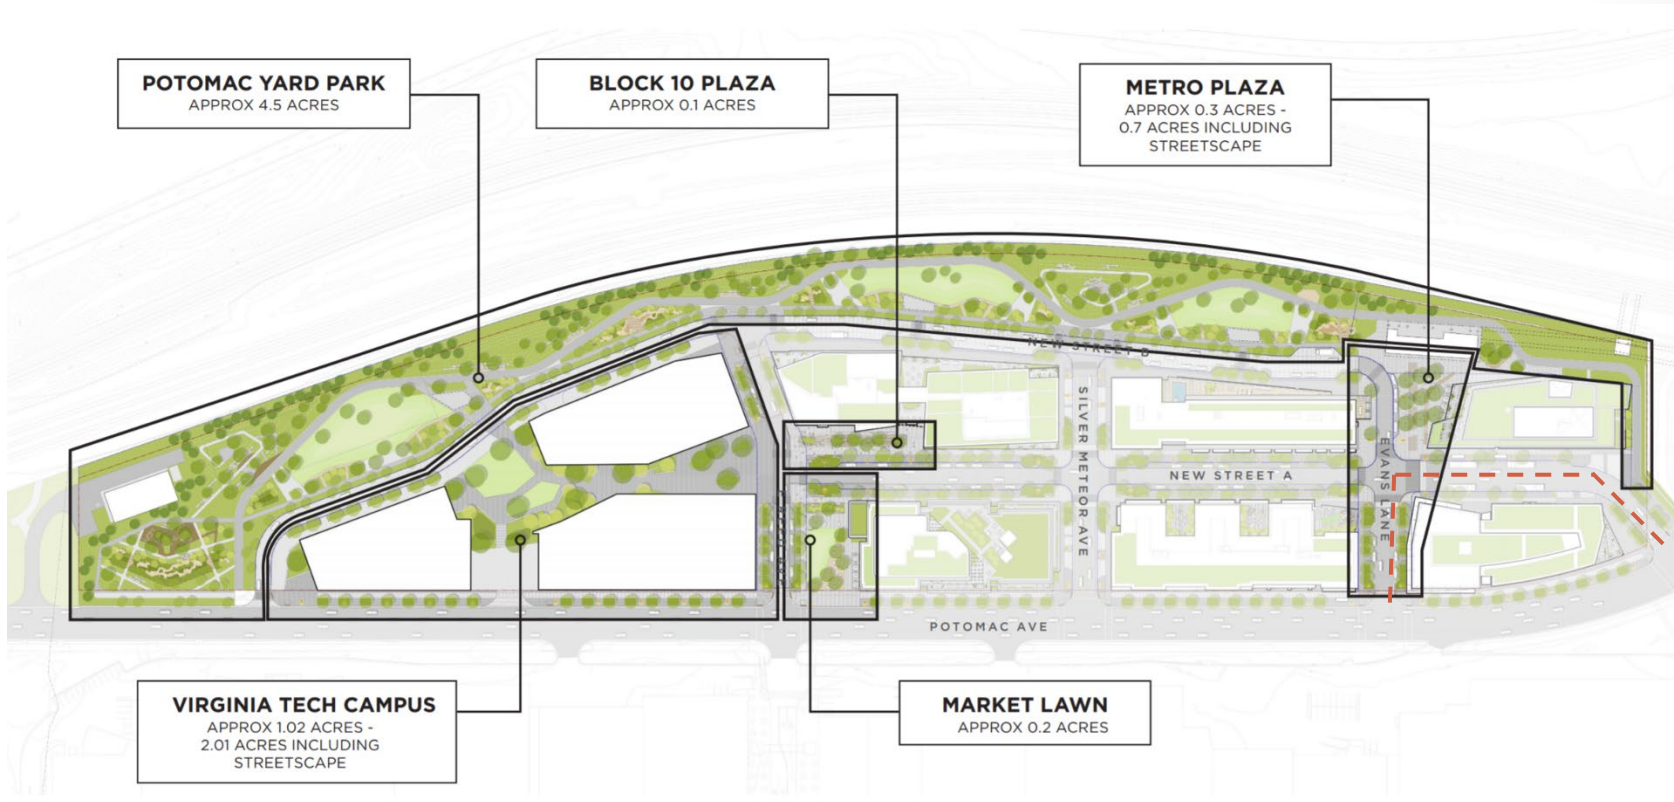 POTOMAC YARD PARK
APPROX 4.5 ACRES
BLOCK 10 PLAZA
APPROX 0.1 ACRES
METRO PLAZA
APPROX 0.3 ACRES -
0.7 ACRES INCLUDING
STREETSCAPE
NEW STREET B
SILVER METEOR AVE
EVANS LANE
NEW STREET A
POTOMAC AVE
VIRGINIA TECH CAMPUS
APPROX 1.02 ACRES -
2.01 ACRES INCLUDING
STREETSCAPE
MARKET LAWN
APPROX 0.2 ACRES